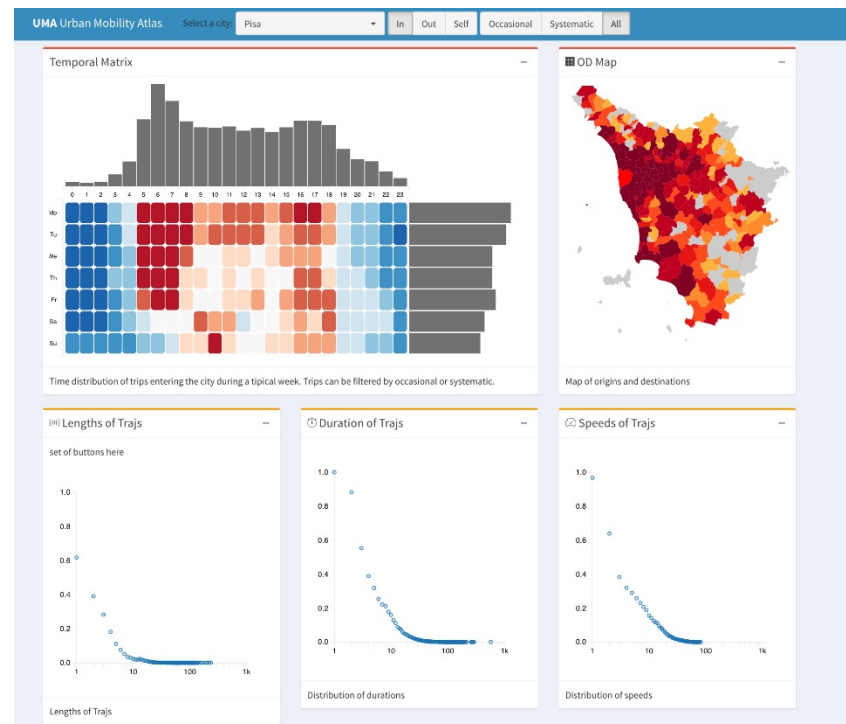 UMA Urban Mobility Atlas Select a city: Pisa In Out Self Occasional Systematic All
Temporal Matrix
0 1 2 3 4 5 6 7 8 9 10 11 12 13 14 15 16 17 18 19 20 21 22 23
Mo
Tu
We
Th
Fr
Sa
Su
Time distribution of trips entering the city during a tipical week. Trips can be filtered by occasional or systematic.
OD Map
Map of origins and destinations
Lengths of Trajs
set of buttons here
1.0
0.8
0.6
0.4
0.2
0.0
1 10 100 1k
Lengths of Trajs
Duration of Trajs
1.0
0.8
0.6
0.4
0.2
0.0
1 10 100 1k
Distribution of durations
Speeds of Trajs
1.0
0.8
0.6
0.4
0.2
0.0
1 10 100 1k
Distribution of speeds